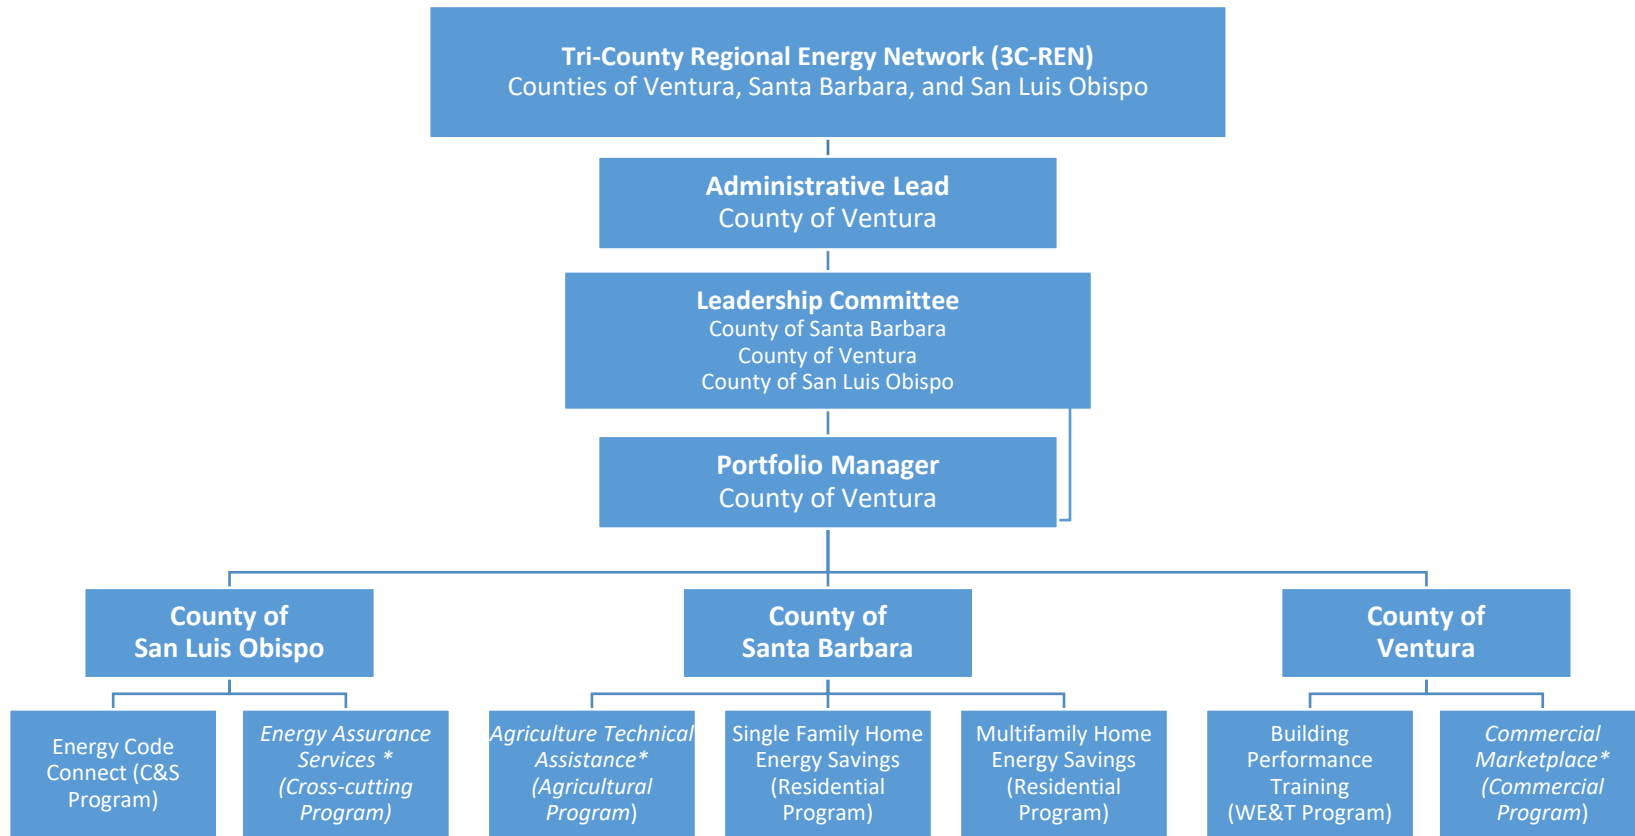 Tri-County Regional Energy Network (3C-REN)
Counties of Ventura, Santa Barbara, and San Luis Obispo
Administrative Lead
County of Ventura
Leadership Committee
County of Santa Barbara
County of Ventura
County of San Luis Obispo
Portfolio Manager
County of Ventura
County of
San Luis Obispo
County of
Santa Barbara
County of
Ventura
Energy Code
Connect (C&S
Program)
Energy Assurance
Services *
(Cross-cutting
Program)
Agriculture Technical
Assistance*
(Agricultural
Program)
Single Family Home
Energy Savings
(Residential
Program)
Multifamily Home
Energy Savings
(Residential
Program)
Building
Performance
Training
(WE&T Program)
Commercial
Marketplace*
(Commercial
Program)